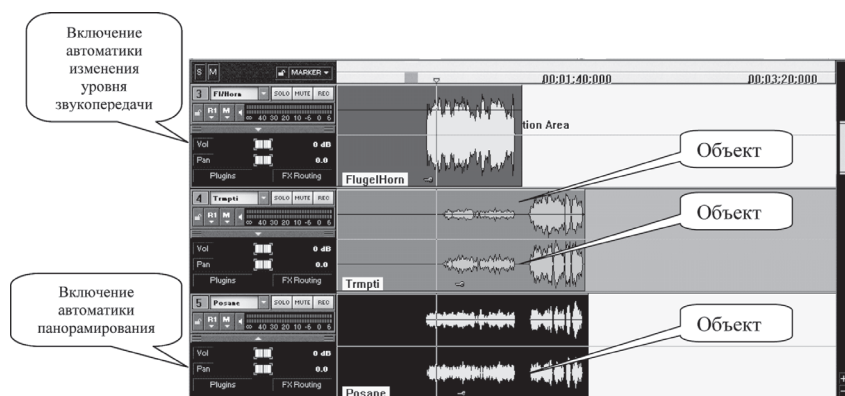 Включение
автоматики
изменения
уровня
звукопередачи
S M MARKER
00:01:40:000 00:03:20:000
3 Fl/Horn SOLO MUTE REC
R1 M
∞ 40 30 20 10 -6 0 6
Vol 0 dB
Pan 0.0
Plugins FX Routing
tion Area
FlugelHorn
Объект
4 Trmpti SOLO MUTE REC
R1 M
∞ 40 30 20 10 -6 0 6
Vol 0 dB
Pan 0.0
Plugins FX Routing
Trmpti
Объект
Включение
автоматики
панорамирования
5 Posane SOLO MUTE REC
R1 M
∞ 40 30 20 10 -6 0 6
Vol 0 dB
Pan 0.0
Plugins FX Routing
Posane
Объект